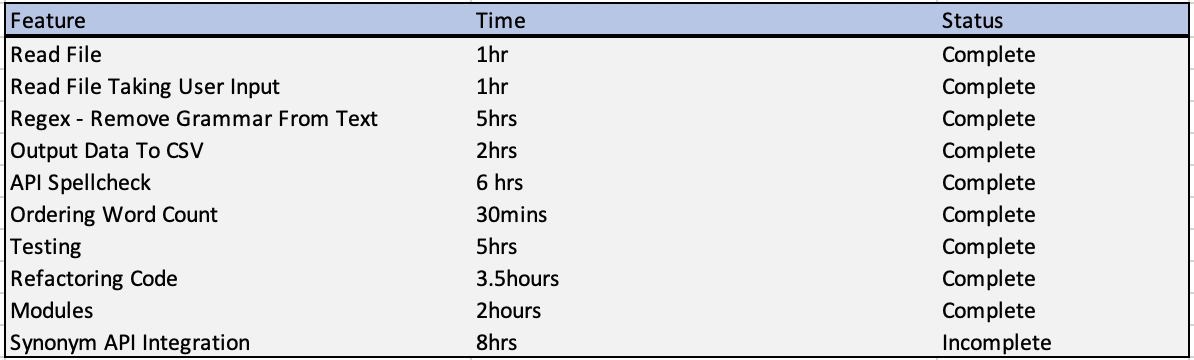 Feature Time Status
Read File 1hr Complete
Read File Taking User Input 1hr Complete
Regex - Remove Grammar From Text 5hrs Complete
Output Data To CSV 2hrs Complete
API Spellcheck 6 hrs Complete
Ordering Word Count 30mins Complete
Testing 5hrs Complete
Refactoring Code 3.5hours Complete
Modules 2hours Complete
Synonym API Integration 8hrs Incomplete